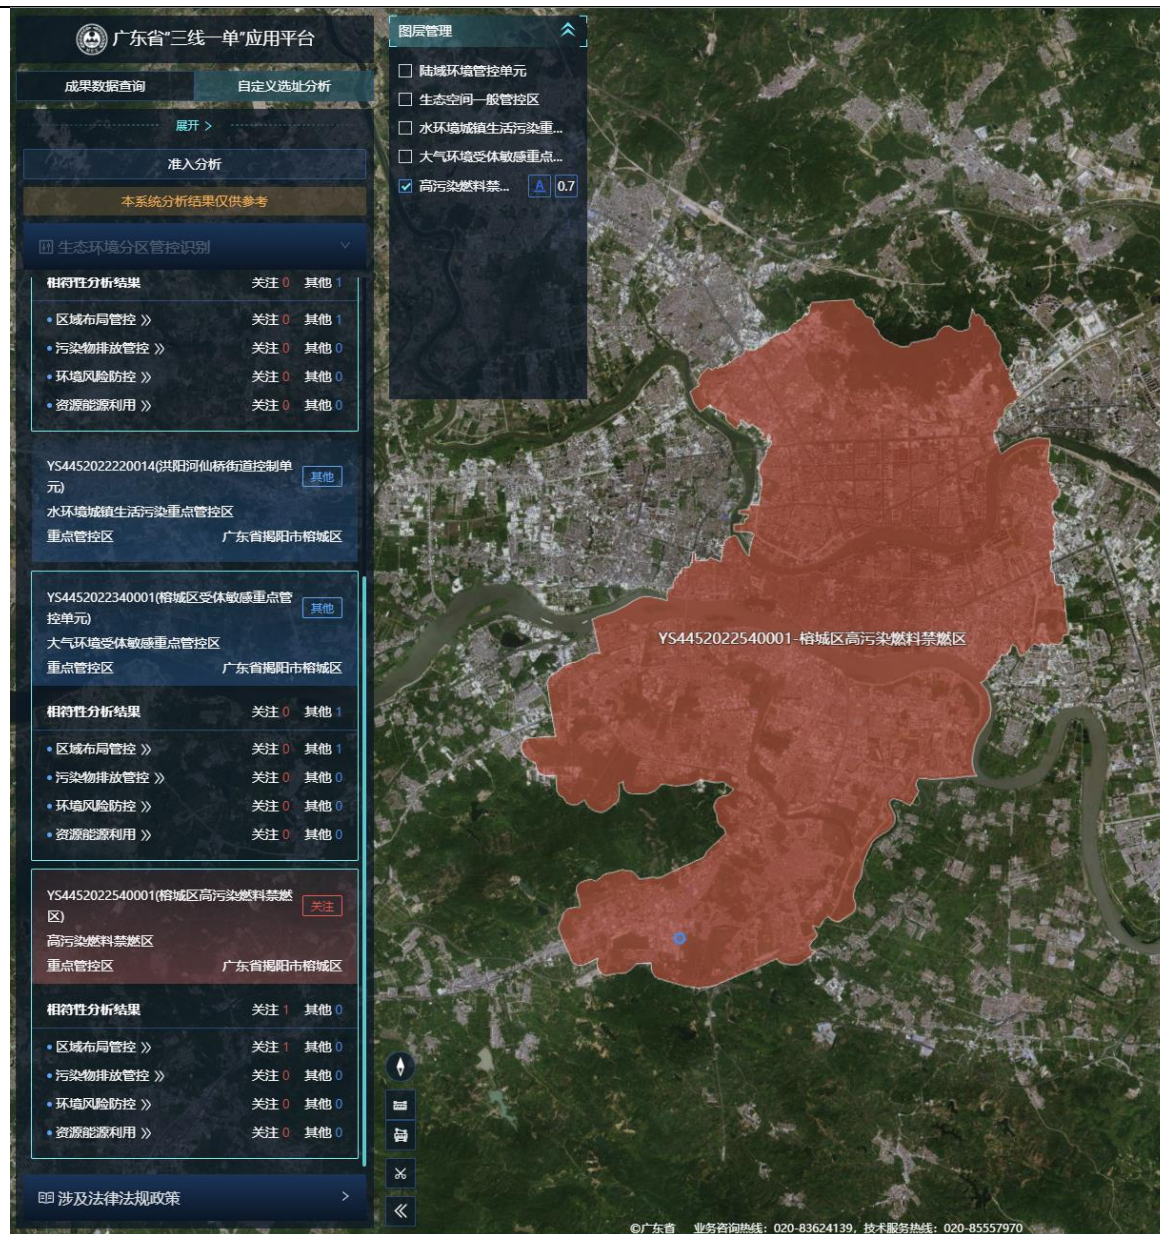 广东省“三线一单”应用平台
成果数据查询 自定义选址分析
展开 >
准入分析
本系统分析结果仅供参考
生态环境分区管控识别
相符性分析结果 关注 0 其他 1
• 区域布局管控 》 关注 0 其他 1
• 污染物排放管控 》 关注 0 其他 0
• 环境风险防控 》 关注 0 其他 0
• 资源能源利用 》 关注 0 其他 0
YS4452022220014(洪阳河仙桥街道控制单
元)
其他
水环境城镇生活污染重点管控区
重点管控区 广东省揭阳市榕城区
YS4452022340001(榕城区受体敏感重点管
控单元)
其他
大气环境受体敏感重点管控区
重点管控区 广东省揭阳市榕城区
相符性分析结果 关注 0 其他 1
• 区域布局管控 》 关注 0 其他 1
• 污染物排放管控 》 关注 0 其他 0
• 环境风险防控 》 关注 0 其他 0
• 资源能源利用 》 关注 0 其他 0
YS4452022540001(榕城区高污染燃料禁燃
区)
关注
高污染燃料禁燃区
重点管控区 广东省揭阳市榕城区
相符性分析结果 关注 1 其他 0
• 区域布局管控 》 关注 1 其他 0
• 污染物排放管控 》 关注 0 其他 0
• 环境风险防控 》 关注 0 其他 0
• 资源能源利用 》 关注 0 其他 0
涉及法律法规政策 >
图层管理
陆域环境管控单元
生态空间一般管控区
水环境城镇生活污染重...
大气环境受体敏感重点...
高污染燃料禁... A 0.7
YS4452022540001-榕城区高污染燃料禁燃区
©广东省 业务咨询热线：020-83624139，技术服务热线：020-85557970